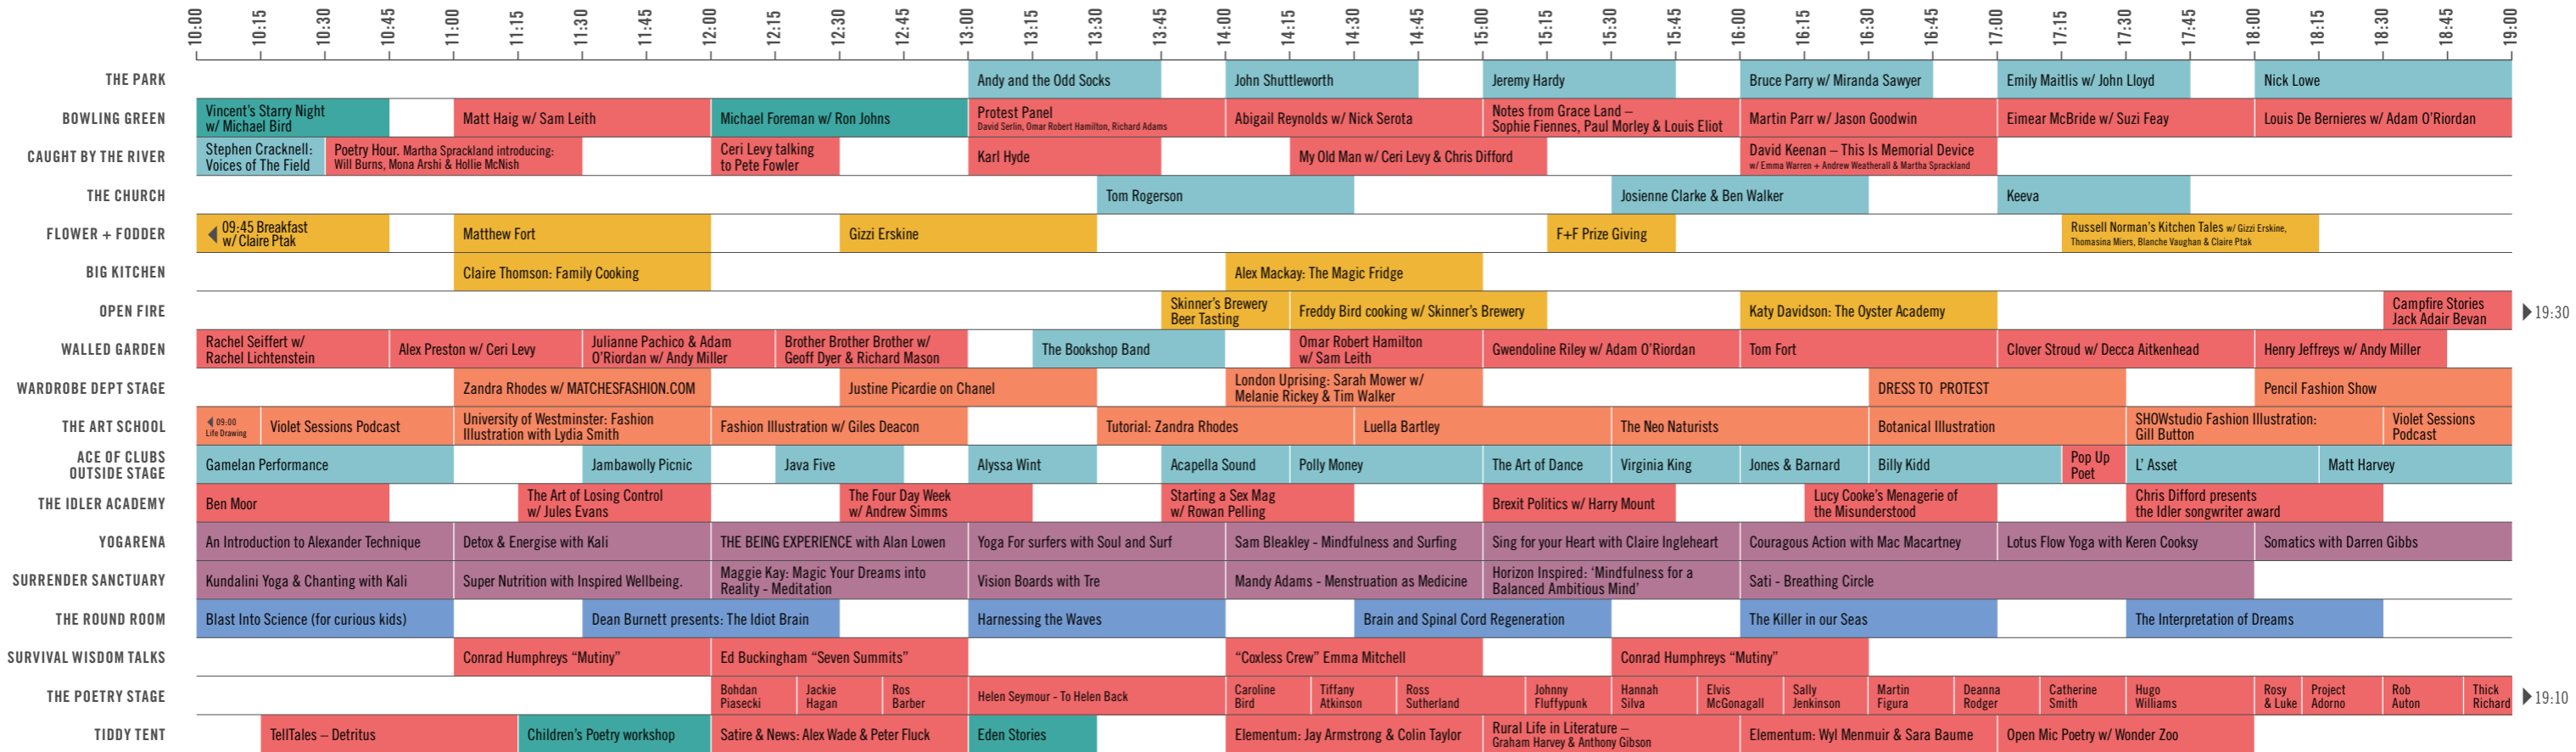 10:00 10:15 10:30 10:45 11:00 11:15 11:30 11:45 12:00 12:15 12:30 12:45 13:00 13:15 13:30 13:45 14:00 14:15 14:30 14:45 15:00 15:15 15:30 15:45 16:00 16:15 16:30 16:45 17:00 17:15 17:30 17:45 18:00 18:15 18:30 18:45 19:00
THE PARK
Andy and the Odd Socks
John Shuttleworth
Jeremy Hardy
Bruce Parry w/ Miranda Sawyer
Emily Maitlis w/ John Lloyd
Nick Lowe
BOWLING GREEN
Vincent's Starry Night
w/ Michael Bird
Matt Haig w/ Sam Leith
Michael Foreman w/ Ron Johns
Protest Panel
David Serlin, Omar Robert Hamilton, Richard Adams
Abigail Reynolds w/ Nick Serota
Notes from Grace Land –
Sophie Fiennes, Paul Morley & Louis Eliot
Martin Parr w/ Jason Goodwin
Eimear McBride w/ Suzi Feay
Louis De Bernieres w/ Adam O'Riordan
CAUGHT BY THE RIVER
Stephen Cracknell:
Voices of The Field
Poetry Hour. Martha Sprackland introducing:
Will Burns, Mona Arshi & Hollie McNish
Ceri Levy talking
to Pete Fowler
Karl Hyde
My Old Man w/ Ceri Levy & Chris Difford
David Keenan – This Is Memorial Device
w/ Emma Warren + Andrew Weatherall & Martha Sprackland
THE CHURCH
Tom Rogerson
Josienne Clarke & Ben Walker
Keeva
FLOWER + FODDER
09:45 Breakfast
w/ Claire Ptak
Matthew Fort
Gizzi Erskine
F+F Prize Giving
Russell Norman's Kitchen Tales w/ Gizzi Erskine,
Thomasina Miers, Blanche Vaughan & Claire Ptak
BIG KITCHEN
Claire Thomson: Family Cooking
Alex Mackay: The Magic Fridge
OPEN FIRE
Skinner's Brewery
Beer Tasting
Freddy Bird cooking w/ Skinner's Brewery
Katy Davidson: The Oyster Academy
Campfire Stories
Jack Adair Bevan
19:30
WALLED GARDEN
Rachel Seiffert w/
Rachel Lichtenstein
Alex Preston w/ Ceri Levy
Julianne Pachico & Adam
O'Riordan w/ Andy Miller
Brother Brother Brother w/
Geoff Dyer & Richard Mason
The Bookshop Band
Omar Robert Hamilton
w/ Sam Leith
Gwendoline Riley w/ Adam O'Riordan
Tom Fort
Clover Stroud w/ Decca Aitkenhead
Henry Jeffreys w/ Andy Miller
WARDROBE DEPT STAGE
Zandra Rhodes w/ MATCHESFASHION.COM
Justine Picardie on Chanel
London Uprising: Sarah Mower w/
Melanie Rickey & Tim Walker
DRESS TO PROTEST
Pencil Fashion Show
THE ART SCHOOL
09:00
Life Drawing
Violet Sessions Podcast
University of Westminster: Fashion
Illustration with Lydia Smith
Fashion Illustration w/ Giles Deacon
Tutorial: Zandra Rhodes
Luella Bartley
The Neo Naturists
Botanical Illustration
SHOWstudio Fashion Illustration:
Gill Button
Violet Sessions
Podcast
ACE OF CLUBS
OUTSIDE STAGE
Gamelan Performance
Jambawolly Picnic
Java Five
Alyssa Wint
Acapella Sound
Polly Money
The Art of Dance
Virginia King
Jones & Barnard
Billy Kidd
Pop Up
Poet
L' Asset
Matt Harvey
THE IDLER ACADEMY
Ben Moor
The Art of Losing Control
w/ Jules Evans
The Four Day Week
w/ Andrew Simms
Starting a Sex Mag
w/ Rowan Pelling
Brexit Politics w/ Harry Mount
Lucy Cooke's Menagerie of
the Misunderstood
Chris Difford presents
the Idler songwriter award
YOGARENA
An Introduction to Alexander Technique
Detox & Energise with Kali
THE BEING EXPERIENCE with Alan Lowen
Yoga For surfers with Soul and Surf
Sam Bleakley - Mindfulness and Surfing
Sing for your Heart with Claire Ingleheart
Couragous Action with Mac Macartney
Lotus Flow Yoga with Keren Cooksy
Somatics with Darren Gibbs
SURRENDER SANCTUARY
Kundalini Yoga & Chanting with Kali
Super Nutrition with Inspired Wellbeing.
Maggie Kay: Magic Your Dreams into
Reality - Meditation
Vision Boards with Tre
Mandy Adams - Menstruation as Medicine
Horizon Inspired: 'Mindfulness for a
Balanced Ambitious Mind'
Sati - Breathing Circle
THE ROUND ROOM
Blast Into Science (for curious kids)
Dean Burnett presents: The Idiot Brain
Harnessing the Waves
Brain and Spinal Cord Regeneration
The Killer in our Seas
The Interpretation of Dreams
SURVIVAL WISDOM TALKS
Conrad Humphreys "Mutiny"
Ed Buckingham "Seven Summits"
"Coxless Crew" Emma Mitchell
Conrad Humphreys "Mutiny"
THE POETRY STAGE
Bohdan
Piasecki
Jackie
Hagan
Ros
Barber
Helen Seymour - To Helen Back
Caroline
Bird
Tiffany
Atkinson
Ross
Sutherland
Johnny
Fluffypunk
Hannah
Silva
Elvis
McGonagall
Sally
Jenkinson
Martin
Figura
Deanna
Rodger
Catherine
Smith
Hugo
Williams
Rosy
& Luke
Project
Adorno
Rob
Auton
Thick
Richard
19:10
TIDDY TENT
TellTales – Detritus
Children's Poetry workshop
Satire & News: Alex Wade & Peter Fluck
Eden Stories
Elementum: Jay Armstrong & Colin Taylor
Rural Life in Literature –
Graham Harvey & Anthony Gibson
Elementum: Wyl Menmuir & Sara Baume
Open Mic Poetry w/ Wonder Zoo